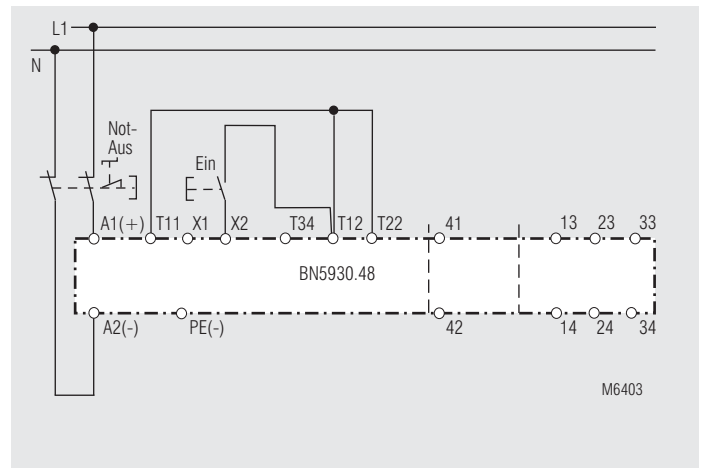 L1
N
Not-
Aus
Ein
A1(+) T11 X1 X2 T34 T12 T22 41 13 23 33
BN5930.48
A2(-) PE(-) 42 14 24 34
M6403